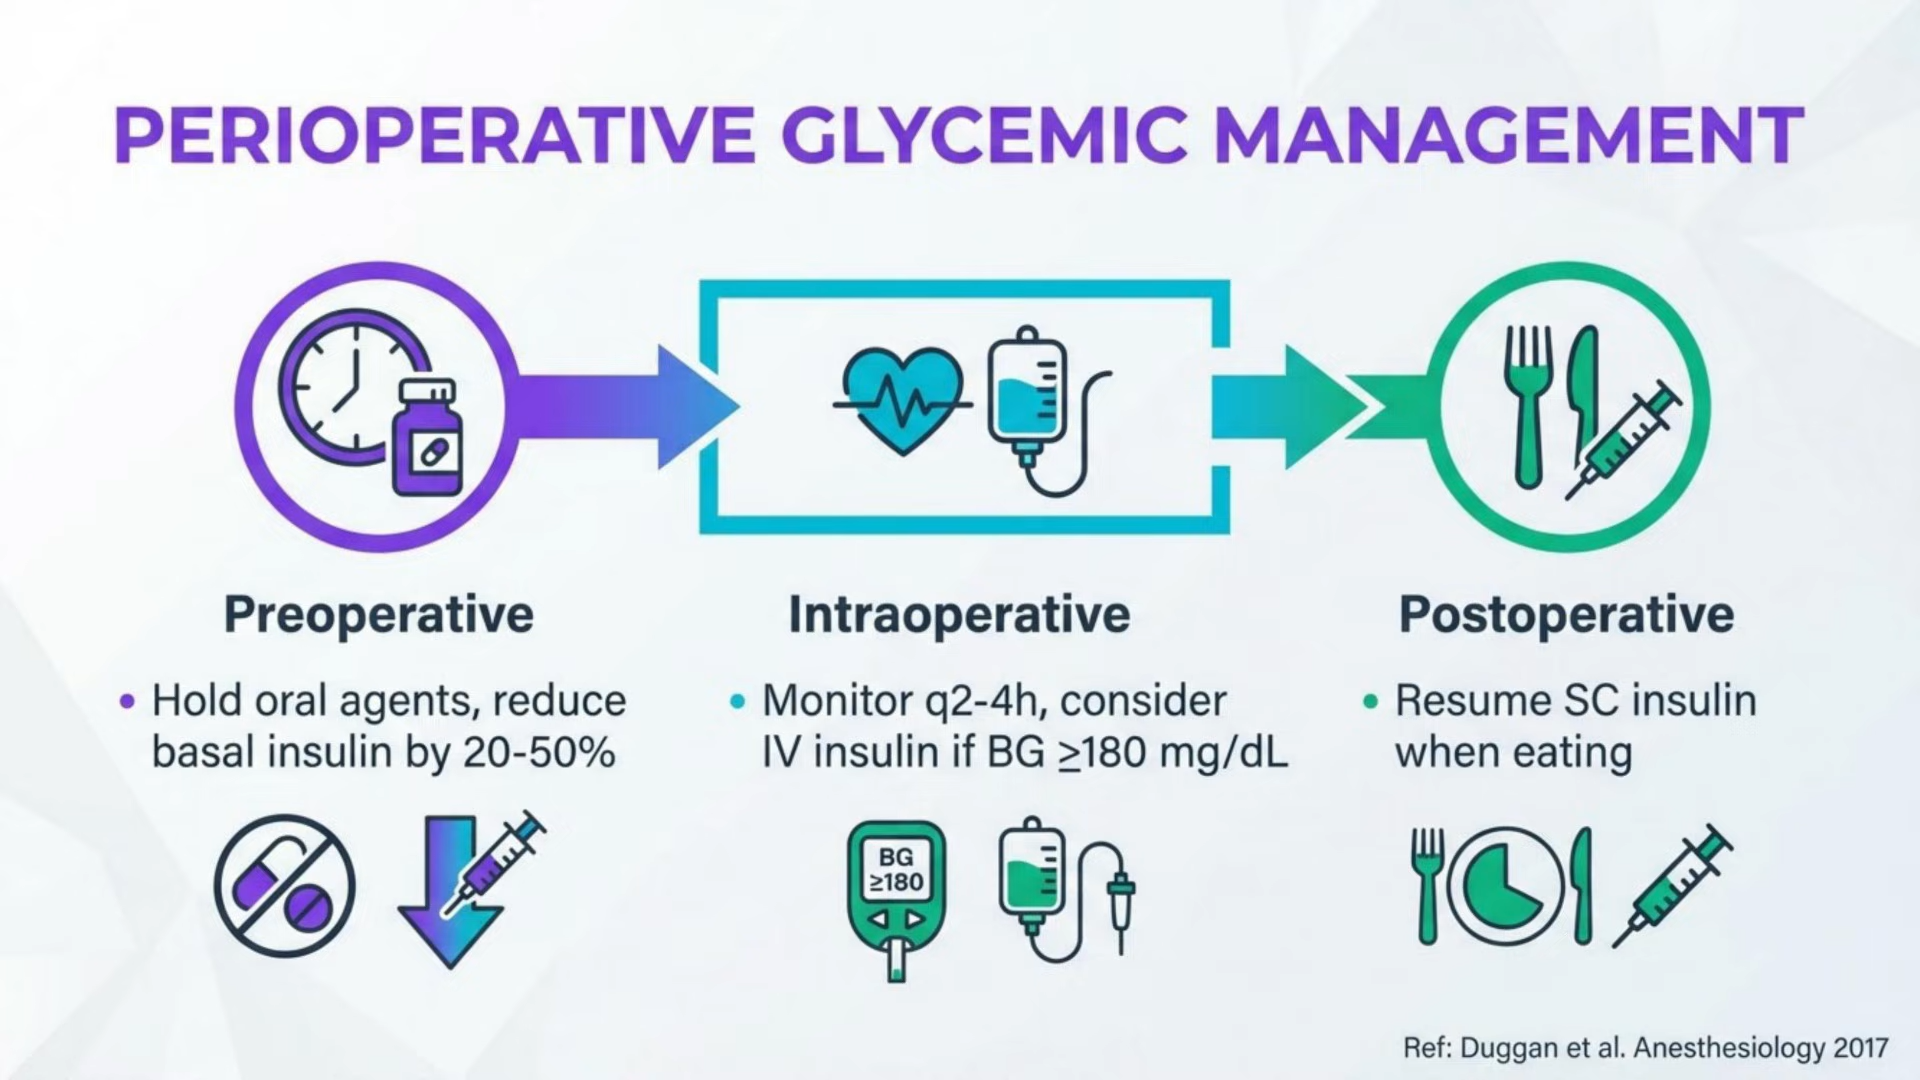 PERIOPERATIVE GLYCEMIC MANAGEMENT
Preoperative
• Hold oral agents, reduce
basal insulin by 20-50%
Intraoperative
• Monitor q2-4h, consider
IV insulin if BG ≥180 mg/dL
BG
≥180
Postoperative
• Resume SC insulin
when eating
Ref: Duggan et al. Anesthesiology 2017